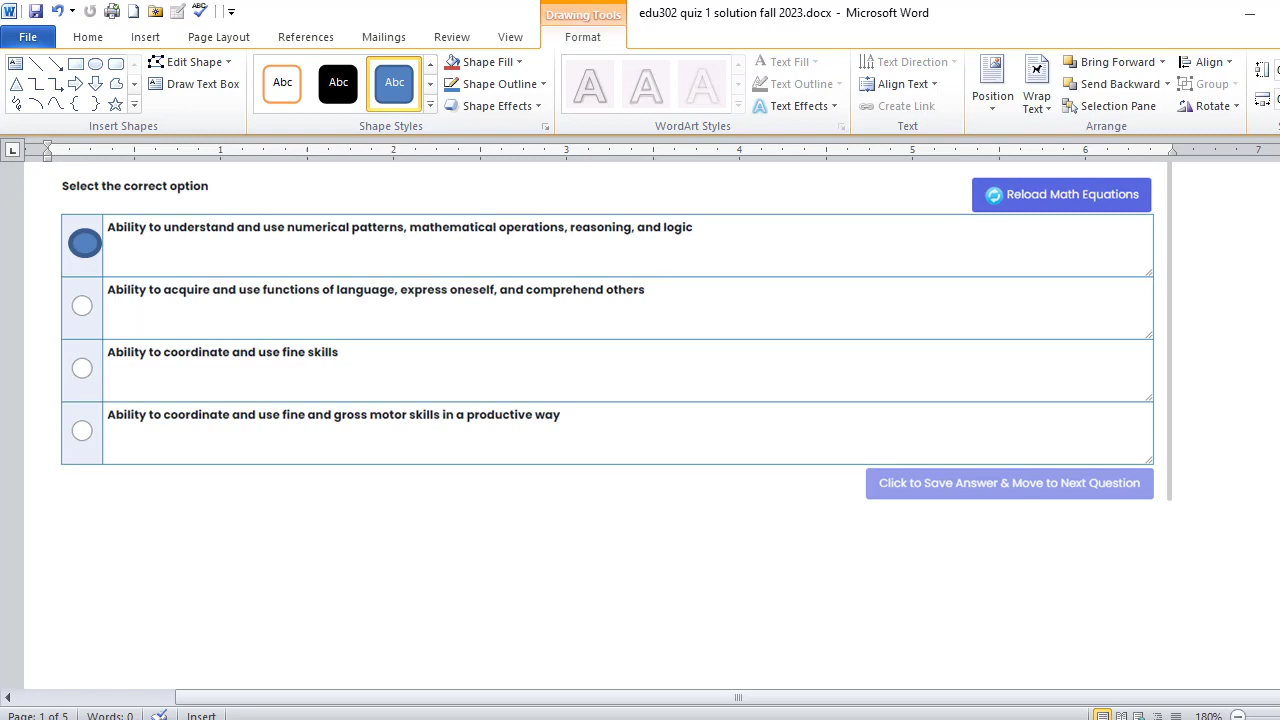 Drawing Tools
edu302 quiz 1 solution fall 2023.docx - Microsoft Word
File Home Insert Page Layout References Mailings Review View Format
Edit Shape
Draw Text Box
Insert Shapes
Abc Abc Abc
Shape Fill
Shape Outline
Shape Effects
Shape Styles
A A A
Text Fill
Text Outline
Text Effects
WordArt Styles
Text Direction
Align Text
Create Link
Text
Position
Wrap
Text
Bring Forward
Send Backward
Selection Pane
Align
Group
Rotate
Arrange
1 2 3 4 5 6 7
Select the correct option
Reload Math Equations
Ability to understand and use numerical patterns, mathematical operations, reasoning, and logic
Ability to acquire and use functions of language, express oneself, and comprehend others
Ability to coordinate and use fine skills
Ability to coordinate and use fine and gross motor skills in a productive way
Click to Save Answer & Move to Next Question
Page: 1 of 5 Words: 0 Insert 180%